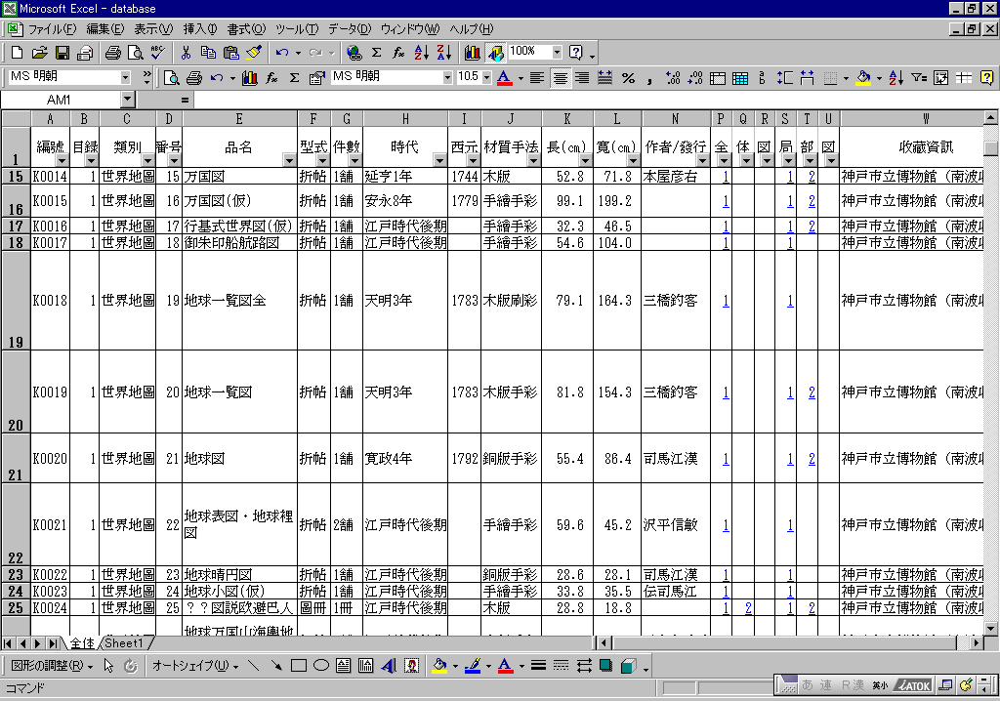 Microsoft Excel - database
ファイル(F) 編集(E) 表示(V) 挿入(I) 書式(O) ツール(T) データ(D) ウィンドウ(W) ヘルプ(H)
100%
MS 明朝 MS 明朝 10.5
AM1 =
A B C D E F G H I J K L N P Q R S T U W
1 編號 目録 類別 番号 品名 型式 件數 時代 西元 材質手法 長(㎝) 寬(㎝) 作者/發行 全 体 図 局 部 図 收藏資訊
15 K0014 1 世界地圖 15 万国図 折帖 1舗 延亨1年 1744 木版 52.8 71.8 本屋彦右 1 1 2 神戸市立博物館（南波収
16 K0015 1 世界地圖 16 万国図(仮) 折帖 1舗 安永8年 1779 手繪手彩 99.1 199.2 1 1 2 神戸市立博物館（南波収
17 K0016 1 世界地圖 17 行基式世界図(仮) 折帖 1舗 江戸時代後期 手繪手彩 32.3 46.5 1 1 2 神戸市立博物館（南波収
18 K0017 1 世界地圖 18 御朱印船航路図 折帖 1舗 江戸時代後期 手繪手彩 54.6 104.0 1 1 神戸市立博物館（南波収
19 K0018 1 世界地圖 19 地球一覧図全 折帖 1舗 天明3年 1783 木版刷彩 79.1 164.3 三橋釣客 1 1 神戸市立博物館（南波収
20 K0019 1 世界地圖 20 地球一覧図 折帖 1舗 天明3年 1783 木版手彩 81.8 154.3 三橋釣客 1 1 2 神戸市立博物館（南波収
21 K0020 1 世界地圖 21 地球図 折帖 1舗 寛政4年 1792 銅版手彩 55.4 86.4 司馬江漢 1 1 2 神戸市立博物館（南波収
22 K0021 1 世界地圖 22 地球表図・地球裡図 折帖 2舗 江戸時代後期 手繪手彩 59.6 45.2 沢平信敏 1 1 神戸市立博物館（南波収
23 K0022 1 世界地圖 23 地球晴円図 折帖 1舗 江戸時代後期 銅版手彩 28.6 28.1 司馬江漢 1 1 神戸市立博物館（南波収
24 K0023 1 世界地圖 24 地球小図(仮) 折帖 1舗 江戸時代後期 手繪手彩 33.8 35.5 伝司馬江 1 1 神戸市立博物館（南波収
25 K0024 1 世界地圖 25 ？？図説欧避巴人 圖冊 1冊 江戸時代後期 木版 28.8 18.8 1 2 1 2 神戸市立博物館（南波収
地球万国山海輿地
全体 Sheet1
図形の調整(R) オートシェイプ(U)
コマンド あ 連 R漢 英小 ATOK